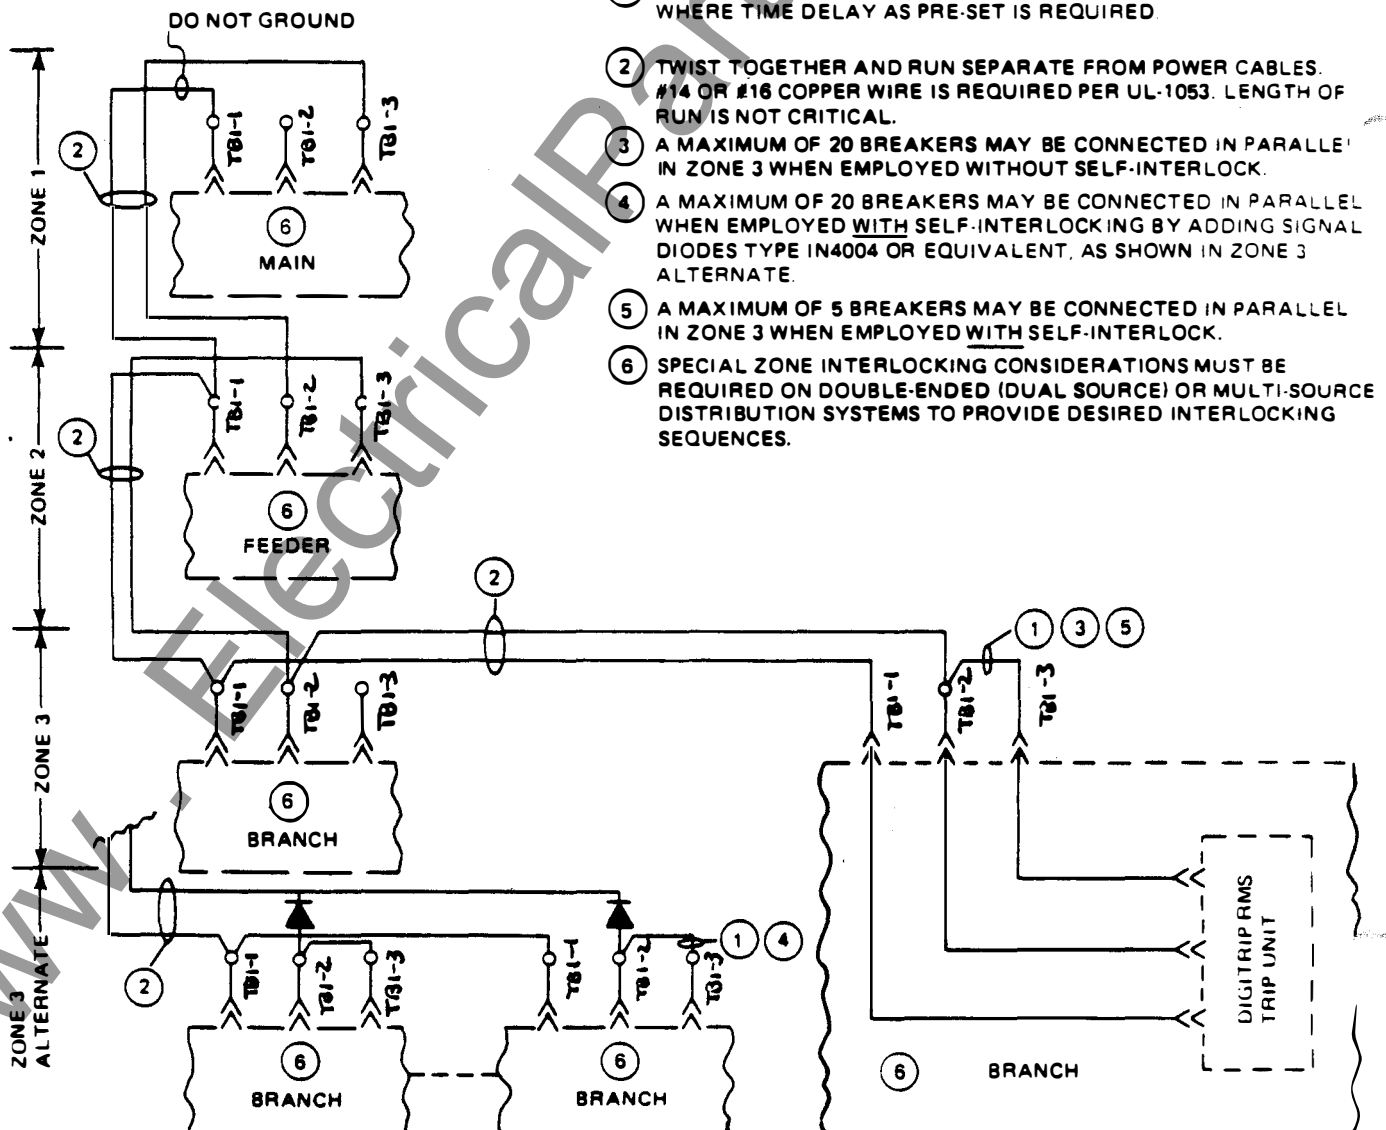 DO NOT GROUND
WHERE TIME DELAY AS PRE-SET IS REQUIRED.
2 TWIST TOGETHER AND RUN SEPARATE FROM POWER CABLES.
#14 OR #16 COPPER WIRE IS REQUIRED PER UL-1053. LENGTH OF
RUN IS NOT CRITICAL.
3 A MAXIMUM OF 20 BREAKERS MAY BE CONNECTED IN PARALLEL
IN ZONE 3 WHEN EMPLOYED WITHOUT SELF-INTERLOCK.
4 A MAXIMUM OF 20 BREAKERS MAY BE CONNECTED IN PARALLEL
WHEN EMPLOYED WITH SELF-INTERLOCKING BY ADDING SIGNAL
DIODES TYPE IN4004 OR EQUIVALENT, AS SHOWN IN ZONE 3
ALTERNATE.
5 A MAXIMUM OF 5 BREAKERS MAY BE CONNECTED IN PARALLEL
IN ZONE 3 WHEN EMPLOYED WITH SELF-INTERLOCK.
6 SPECIAL ZONE INTERLOCKING CONSIDERATIONS MUST BE
REQUIRED ON DOUBLE-ENDED (DUAL SOURCE) OR MULTI-SOURCE
DISTRIBUTION SYSTEMS TO PROVIDE DESIRED INTERLOCKING
SEQUENCES.
ZONE 1
2
TB1-1
TB1-2
TB1-3
6
MAIN
ZONE 2
2
TB1-1
TB1-2
TB1-3
6
FEEDER
2
1 3 5
ZONE 3
TB1-1
TB1-2
TB1-3
TB1-1
TB1-2
TB1-3
6
BRANCH
DIGITRIP RMS
TRIP UNIT
6 BRANCH
ZONE 3
ALTERNATE
2
TB1-1
TB1-2
TB1-3
TB1-1
TB1-2
TB1-3
1 4
6
BRANCH
6
BRANCH
www.ElectricalPar